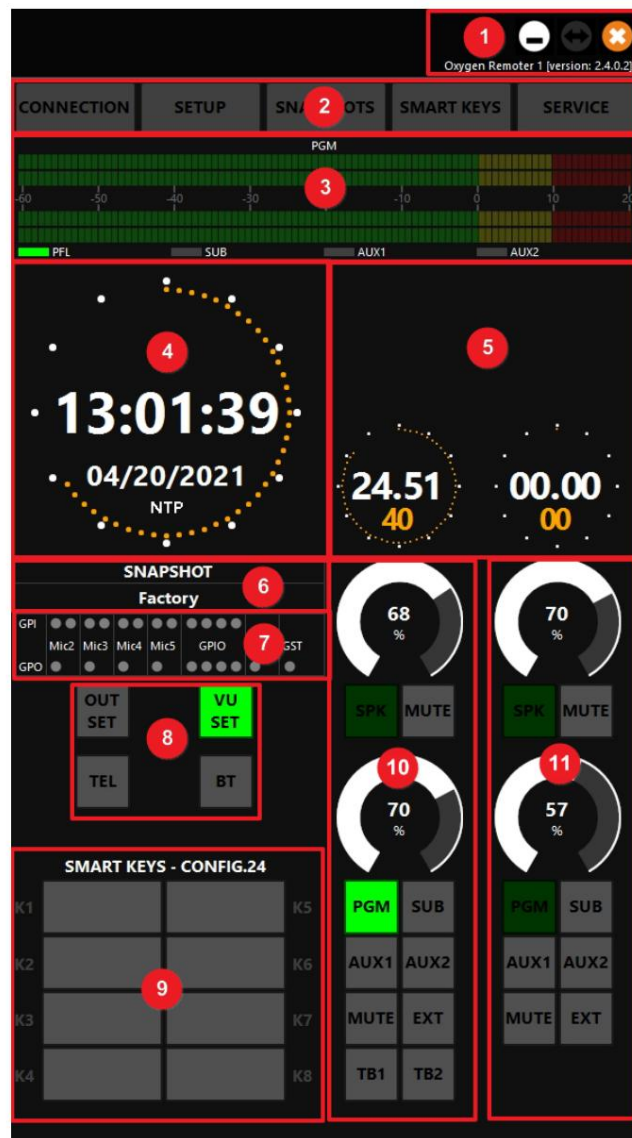 1
Oxygen Remoter 1 [version: 2.4.0.2]
CONNECTION SETUP 2 OTS SMART KEYS SERVICE
PGM
3
-60 -50 -40 -30 -10 0 10 20
PFL SUB AUX1 AUX2
4
5
13:01:39
04/20/2021
NTP
24.51
40
00.00
00
SNAPSHOT
Factory
6
GPI
Mic2 Mic3 Mic4 Mic5 GPIO 7 GST
GPO
OUT SET
VU SET
8
TEL BT
SMART KEYS - CONFIG.24
K1 K5
K2 K6
9
K3 K7
K4 K8
68
%
SPK MUTE
10
70
%
PGM SUB
AUX1 AUX2
MUTE EXT
TB1 TB2
70
%
SPK MUTE
11
57
%
PGM SUB
AUX1 AUX2
MUTE EXT